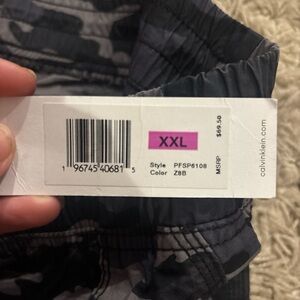 XXL
Style PFSP6108
Color Z8B
1 96745 40681 5
MSRP $69.50
calvinklein.com